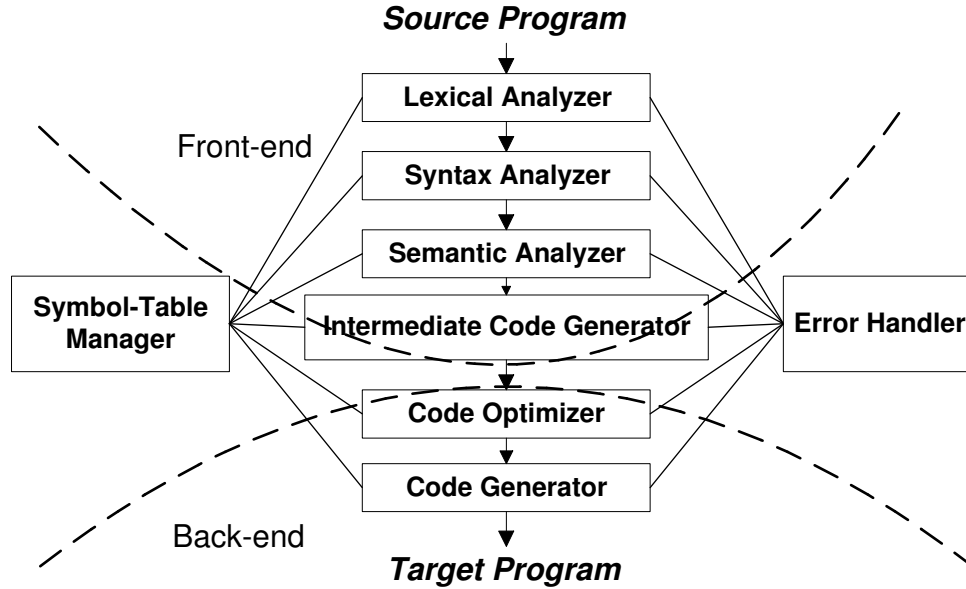 Source Program
Lexical Analyzer
Front-end
Syntax Analyzer
Semantic Analyzer
Symbol-Table
Manager
Intermediate Code Generator
Error Handler
Code Optimizer
Code Generator
Back-end
Target Program